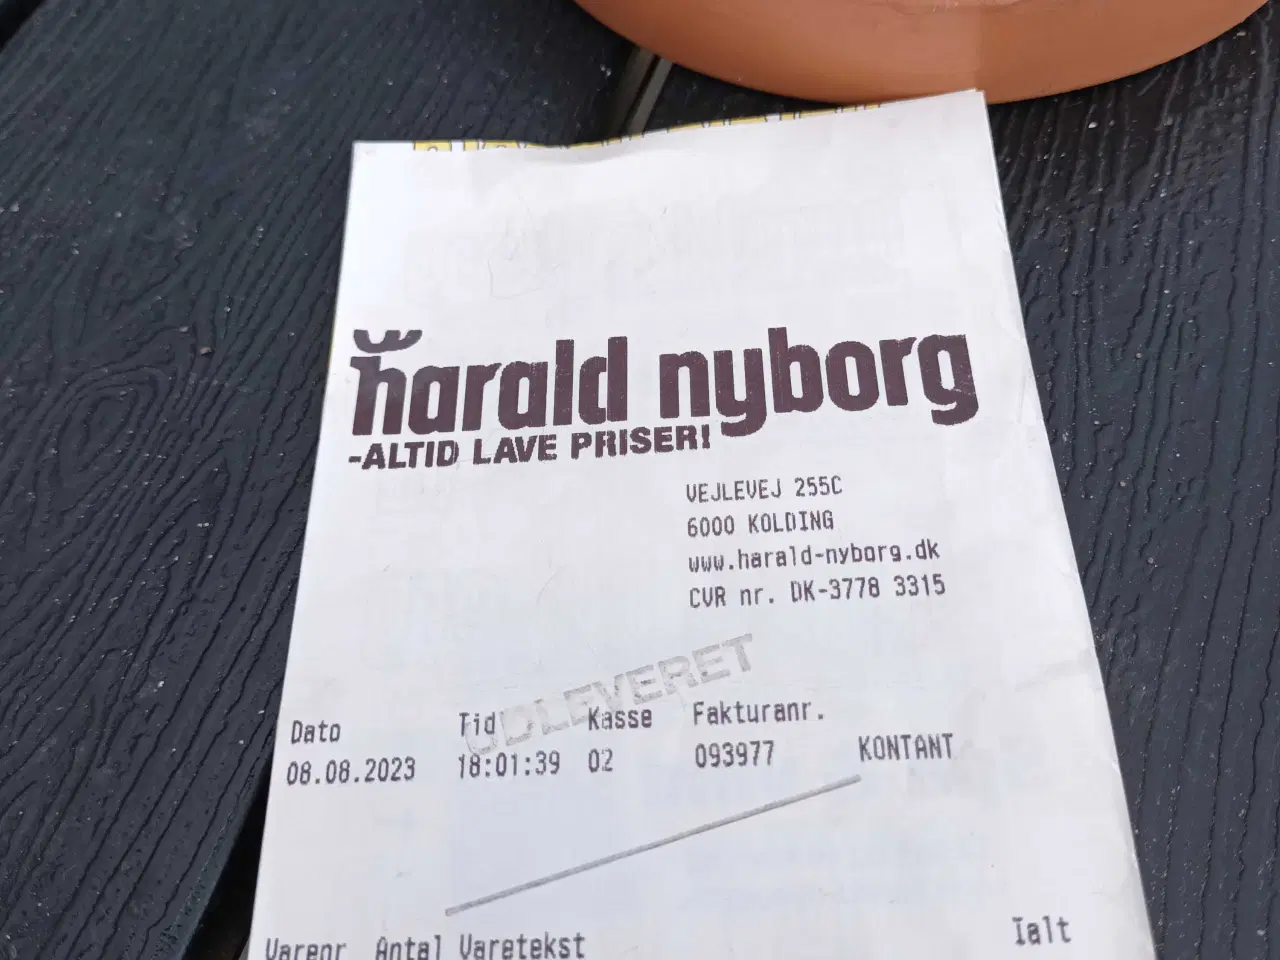 harald nyborg
-ALTID LAVE PRISER!
VEJLEVEJ 255C
6000 KOLDING
www.harald-nyborg.dk
CVR nr. DK-3778 3315
UDLEVERET
Dato Tid Kasse Fakturanr.
08.08.2023 18:01:39 02 093977 KONTANT
Varenr Antal Varetekst Ialt